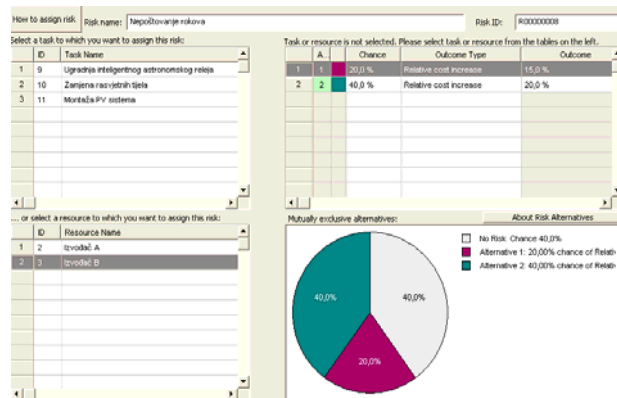 How to assign risk
Risk name: Nepoštovanje rokova
Risk ID: R00000008
Select a task to which you want to assign this risk:
ID Task Name
1 9 Ugradnja inteligentnog astronomskog releja
2 10 Zamjena rasvjetnih tijela
3 11 Montaža PV sistema
Task or resource is not selected. Please select task or resource from the tables on the left.
A Chance Outcome Type Outcome
1 1 20,0 % Relative cost increase 15,0 %
2 2 40,0 % Relative cost increase 20,0 %
... or select a resource to which you want to assign this risk:
ID Resource Name
1 2 Izvođač A
2 3 Izvođač B
Mutually exclusive alternatives:
About Risk Alternatives
No Risk: Chance 40,0%
Alternative 1: 20,00% chance of Relati
Alternative 2: 40,00% chance of Relati
40,0%
40,0%
20,0%